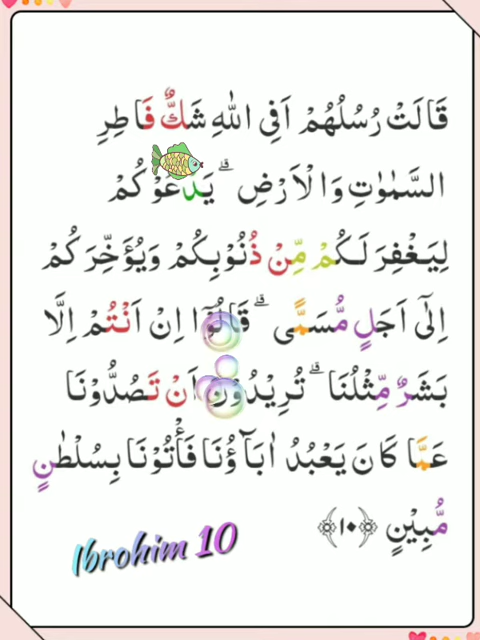 قَالَتْ رُسُلُهُمْ اَفِى اللّٰهِ شَكٌّ فَاطِرِ
السَّمٰوٰتِ وَالْاَرْضِ ۗ يَدْعُوْكُمْ
لِيَغْفِرَ لَكُمْ مِّنْ ذُنُوْبِكُمْ وَيُؤَخِّرَكُمْ
اِلٰٓى اَجَلٍ مُّسَمًّى ۗ قَالُوْٓا اِنْ اَنْتُمْ اِلَّا
بَشَرٌ مِّثْلُنَا ۗ تُرِيْدُوْنَ اَنْ تَصُدُّوْنَا
عَمَّا كَانَ يَعْبُدُ اٰبَاۤؤُنَا فَأْتُوْنَا بِسُلْطٰنٍ
مُّبِيْنٍ ﴿١٠﴾
Ibrohim 10